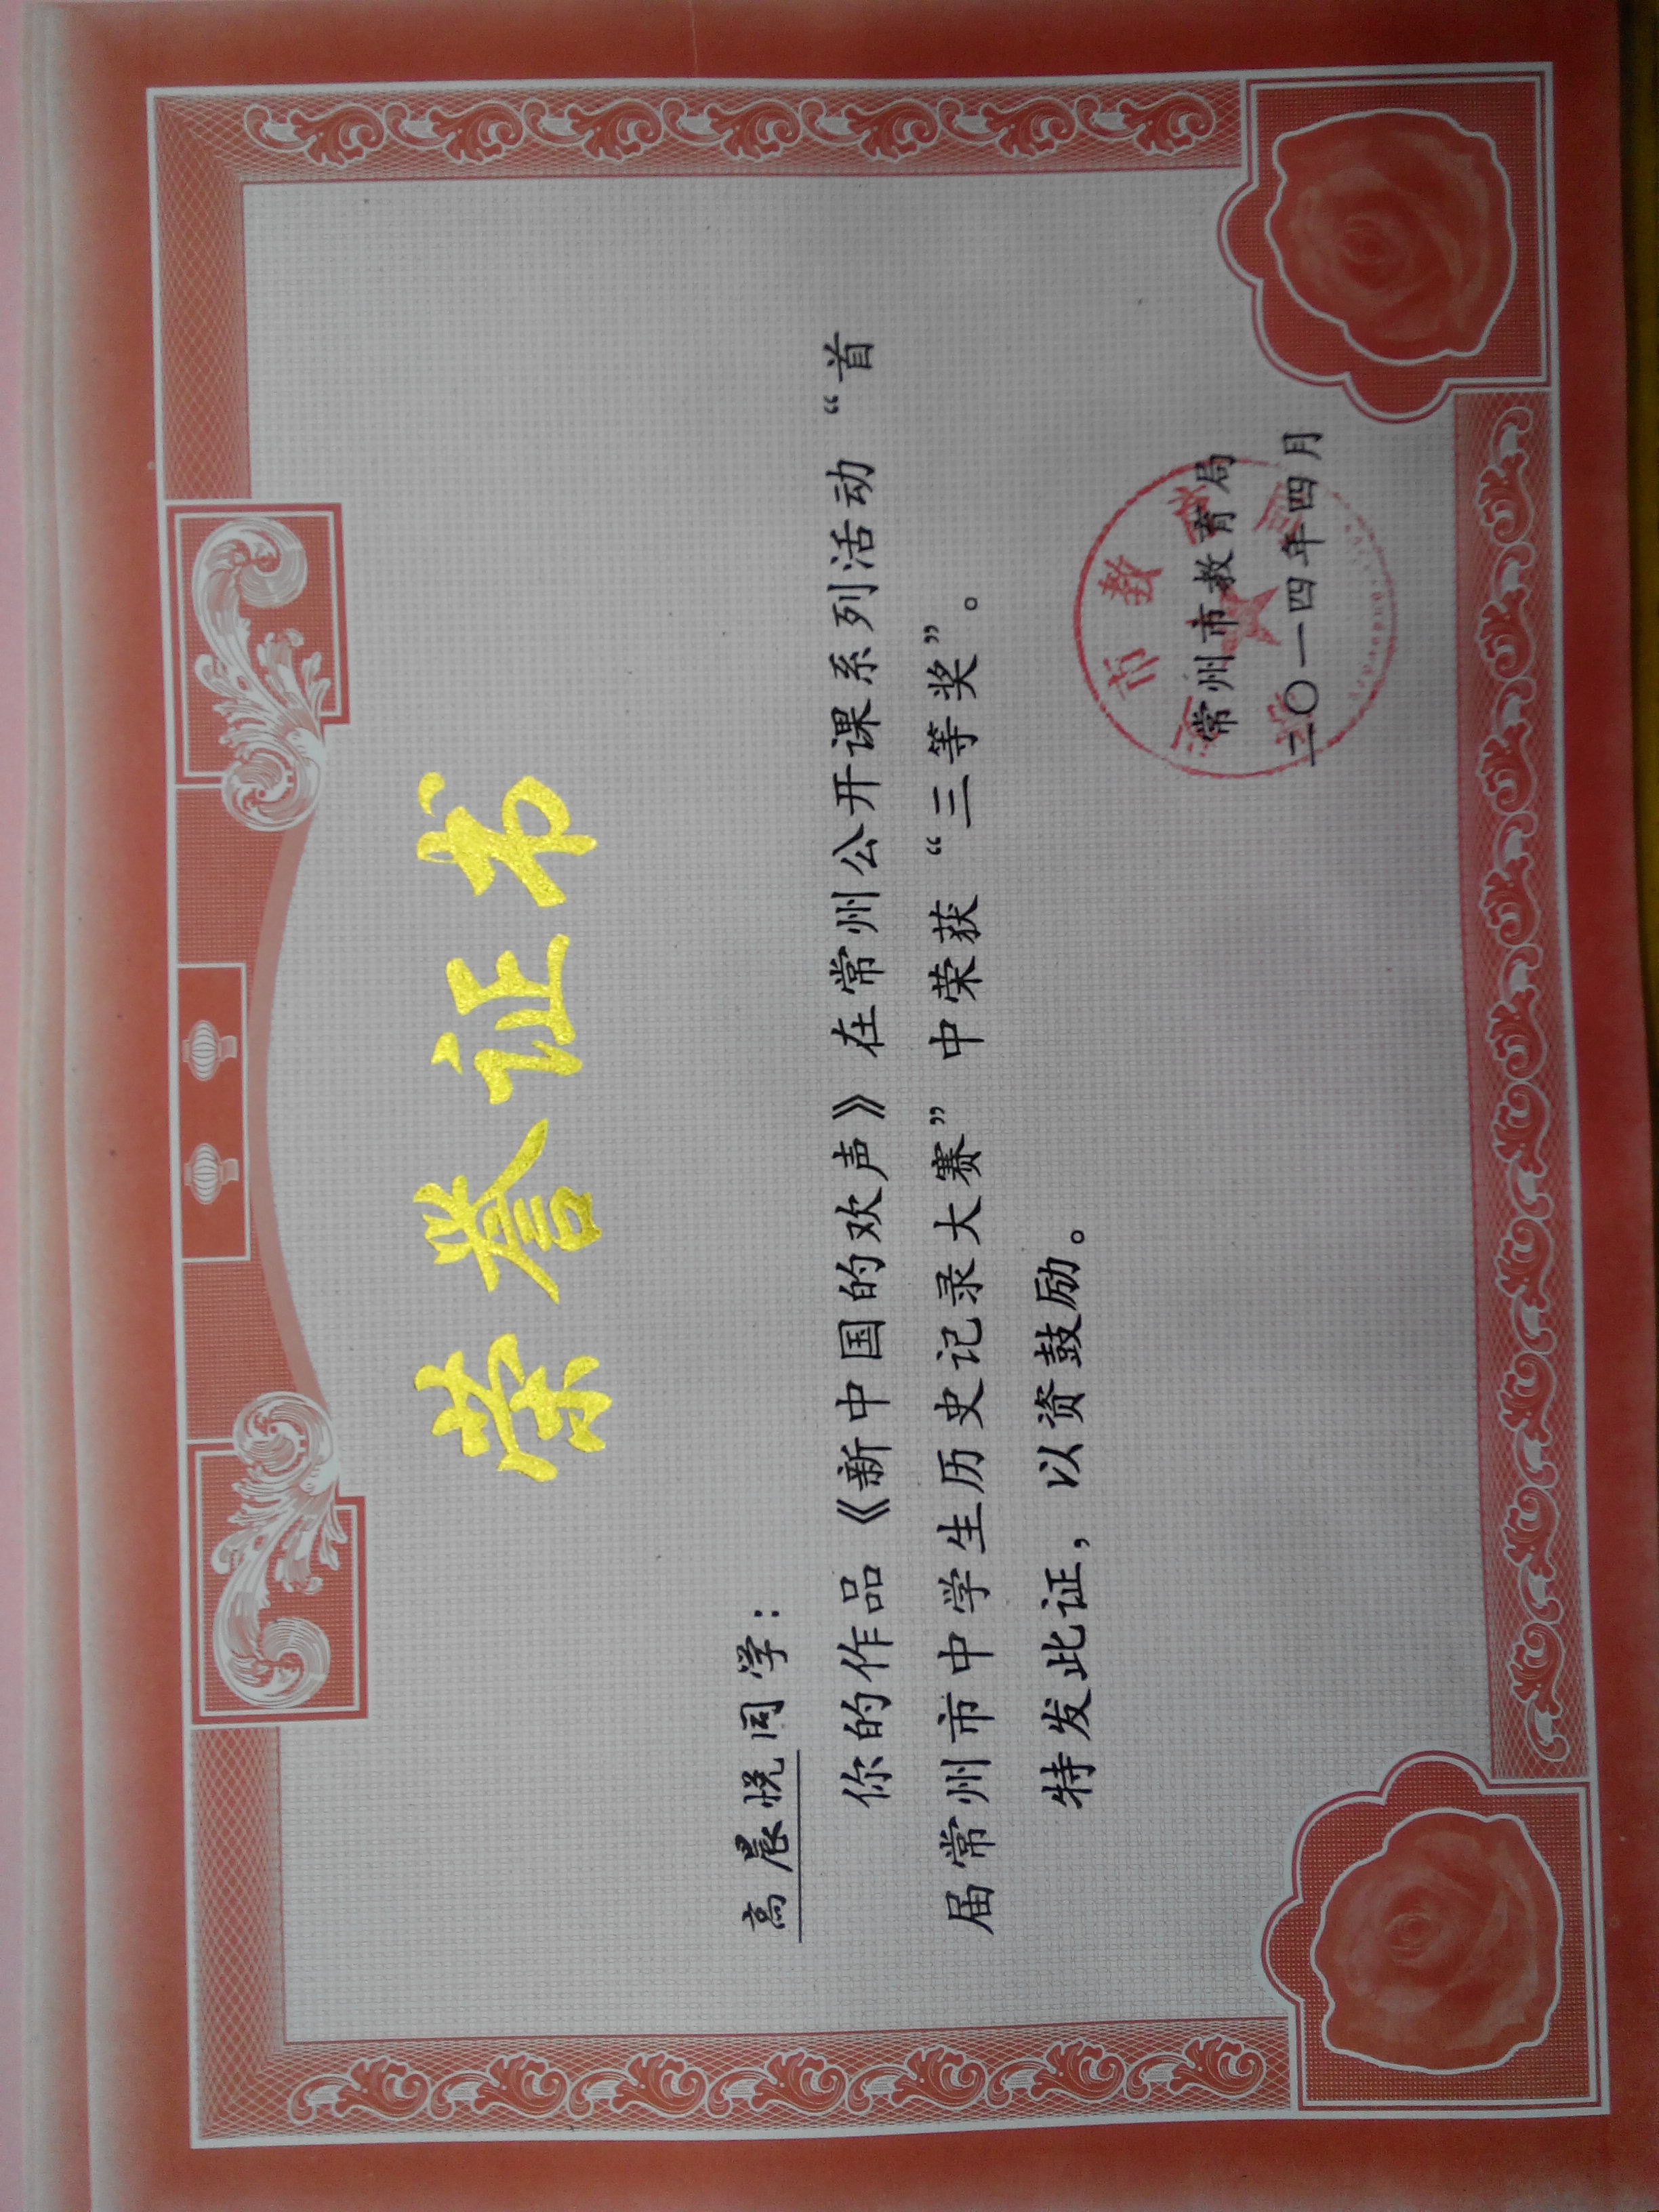 荣誉证书
高晨悦同学：
你的作品《新中国的欢声》在常州公开课系列活动“首
届常州市中学生历史记录大赛”中荣获“三等奖”。
特发此证，以资鼓励。
常州市教育局
二〇一四年四月